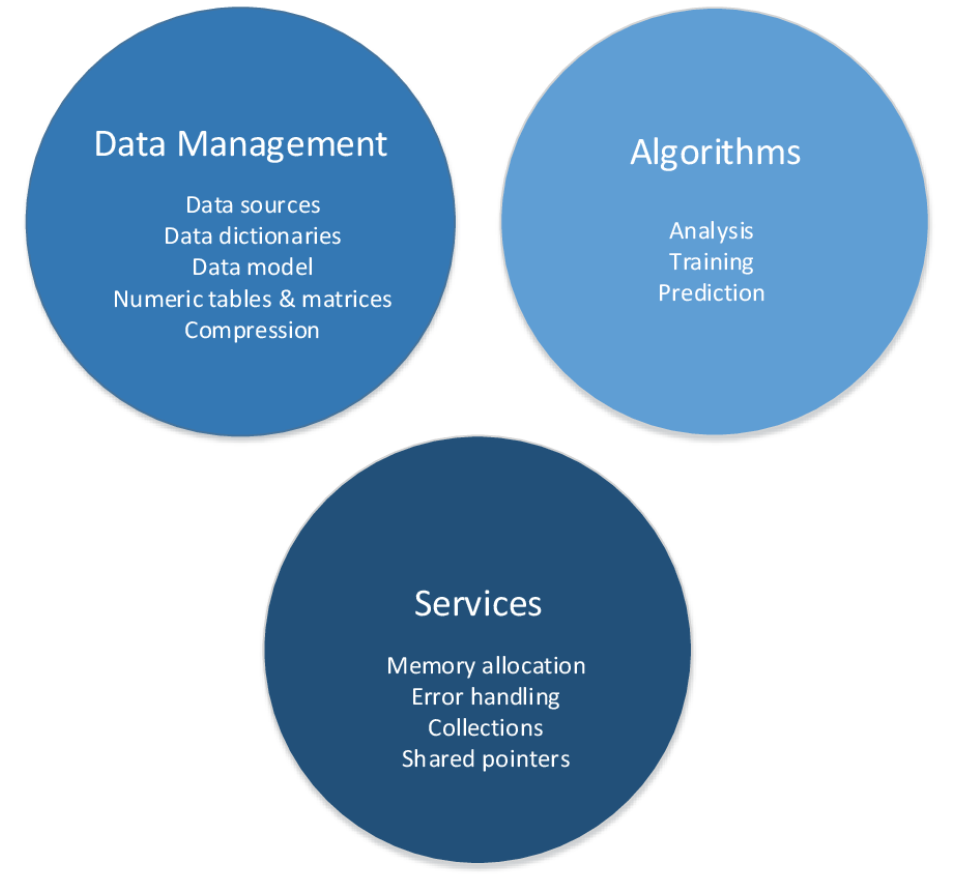 Data Management
Data sources
Data dictionaries
Data model
Numeric tables & matrices
Compression
Algorithms
Analysis
Training
Prediction
Services
Memory allocation
Error handling
Collections
Shared pointers